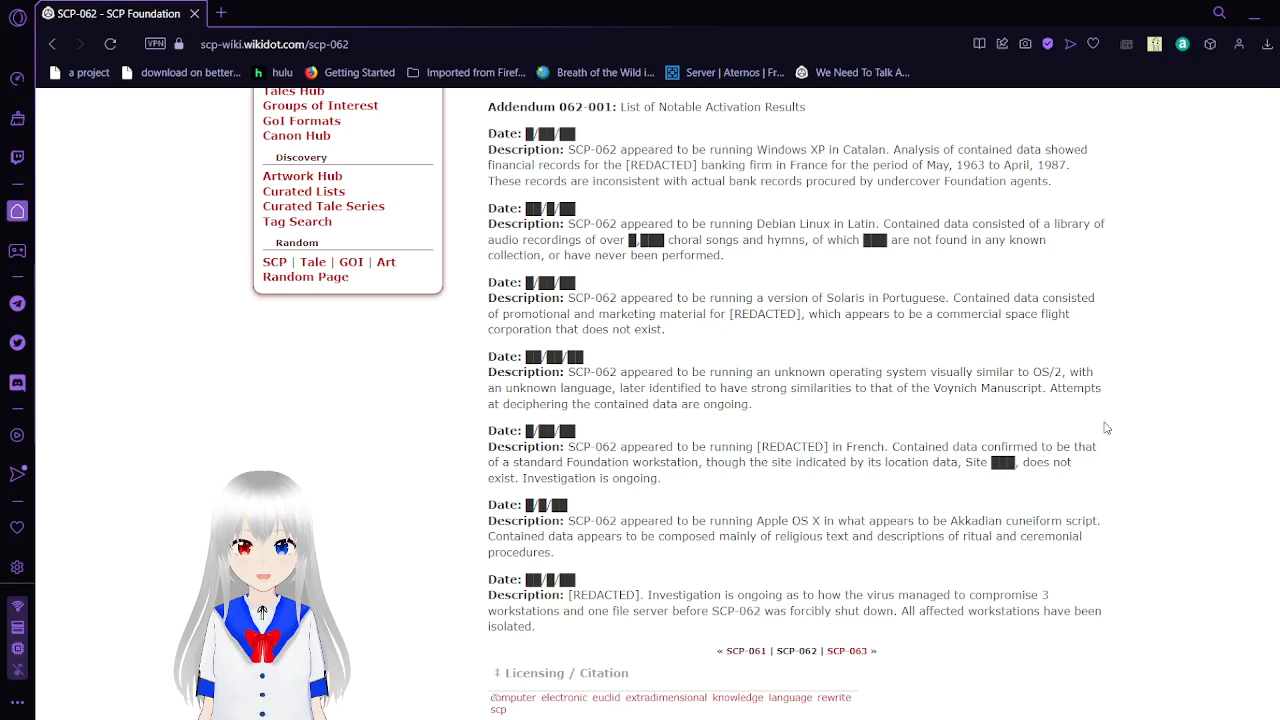 SCP-062 - SCP Foundation
VPN
scp-wiki.wikidot.com/scp-062
a project
download on better...
hulu
Getting Started
Imported from Firef...
Breath of the Wild i...
Server | Aternos | Fr...
We Need To Talk A...
Tales Hub
Groups of Interest
GoI Formats
Canon Hub
Discovery
Artwork Hub
Curated Lists
Curated Tale Series
Tag Search
Random
SCP | Tale | GOI | Art
Random Page
Addendum 062-001: List of Notable Activation Results
Date: █/██/██
Description: SCP-062 appeared to be running Windows XP in Catalan. Analysis of contained data showed
financial records for the [REDACTED] banking firm in France for the period of May, 1963 to April, 1987.
These records are inconsistent with actual bank records procured by undercover Foundation agents.
Date: ██/█/██
Description: SCP-062 appeared to be running Debian Linux in Latin. Contained data consisted of a library of
audio recordings of over █,███ choral songs and hymns, of which ███ are not found in any known
collection, or have never been performed.
Date: █/██/██
Description: SCP-062 appeared to be running a version of Solaris in Portuguese. Contained data consisted
of promotional and marketing material for [REDACTED], which appears to be a commercial space flight
corporation that does not exist.
Date: ██/██/██
Description: SCP-062 appeared to be running an unknown operating system visually similar to OS/2, with
an unknown language, later identified to have strong similarities to that of the Voynich Manuscript. Attempts
at deciphering the contained data are ongoing.
Date: █/██/██
Description: SCP-062 appeared to be running [REDACTED] in French. Contained data confirmed to be that
of a standard Foundation workstation, though the site indicated by its location data, Site ███, does not
exist. Investigation is ongoing.
Date: █/█/██
Description: SCP-062 appeared to be running Apple OS X in what appears to be Akkadian cuneiform script.
Contained data appears to be composed mainly of religious text and descriptions of ritual and ceremonial
procedures.
Date: ██/█/██
Description: [REDACTED]. Investigation is ongoing as to how the virus managed to compromise 3
workstations and one file server before SCP-062 was forcibly shut down. All affected workstations have been
isolated.
« SCP-061 | SCP-062 | SCP-063 »
‡ Licensing / Citation
computer electronic euclid extradimensional knowledge language rewrite
scp